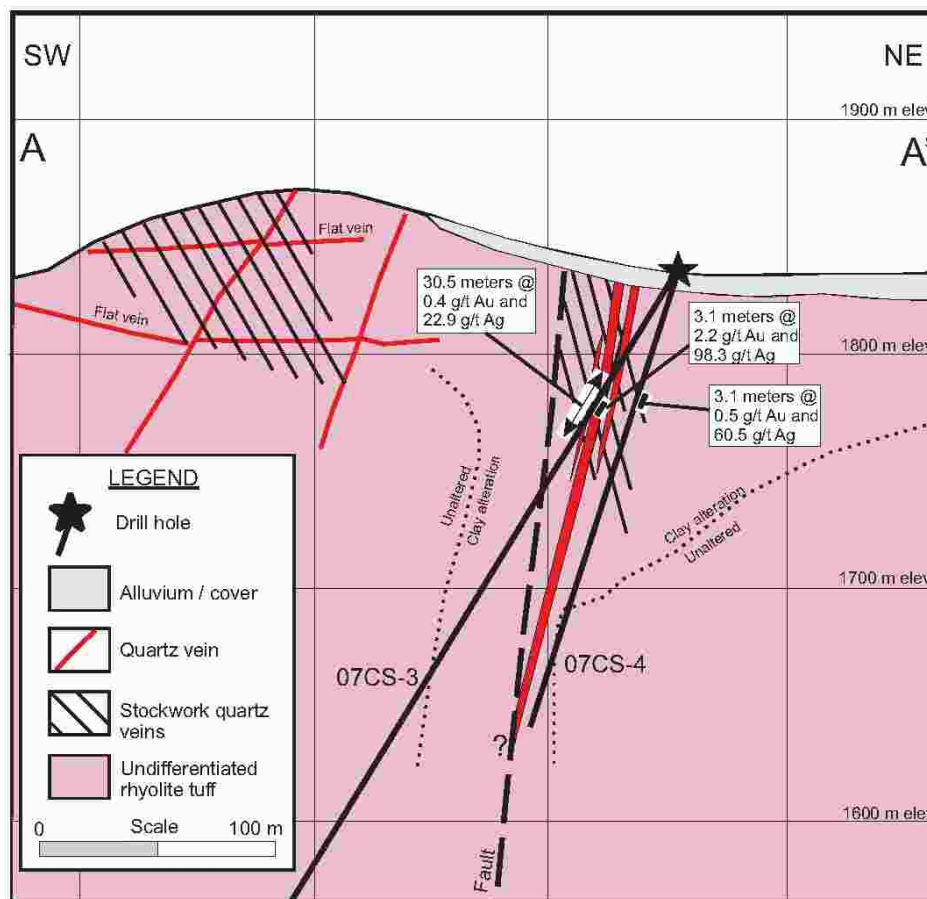 SW
NE
1900 m elev
A
A'
Flat vein
30.5 meters @
0.4 g/t Au and
22.9 g/t Ag
Flat vein
3.1 meters @
2.2 g/t Au and
98.3 g/t Ag
1800 m elev
3.1 meters @
0.5 g/t Au and
60.5 g/t Ag
Unaltered
Clay alteration
Clay alteration
Unaltered
1700 m elev
07CS-3
07CS-4
?
1600 m elev
Fault
LEGEND
Drill hole
Alluvium / cover
Quartz vein
Stockwork quartz
veins
Undifferentiated
rhyolite tuff
0 Scale 100 m